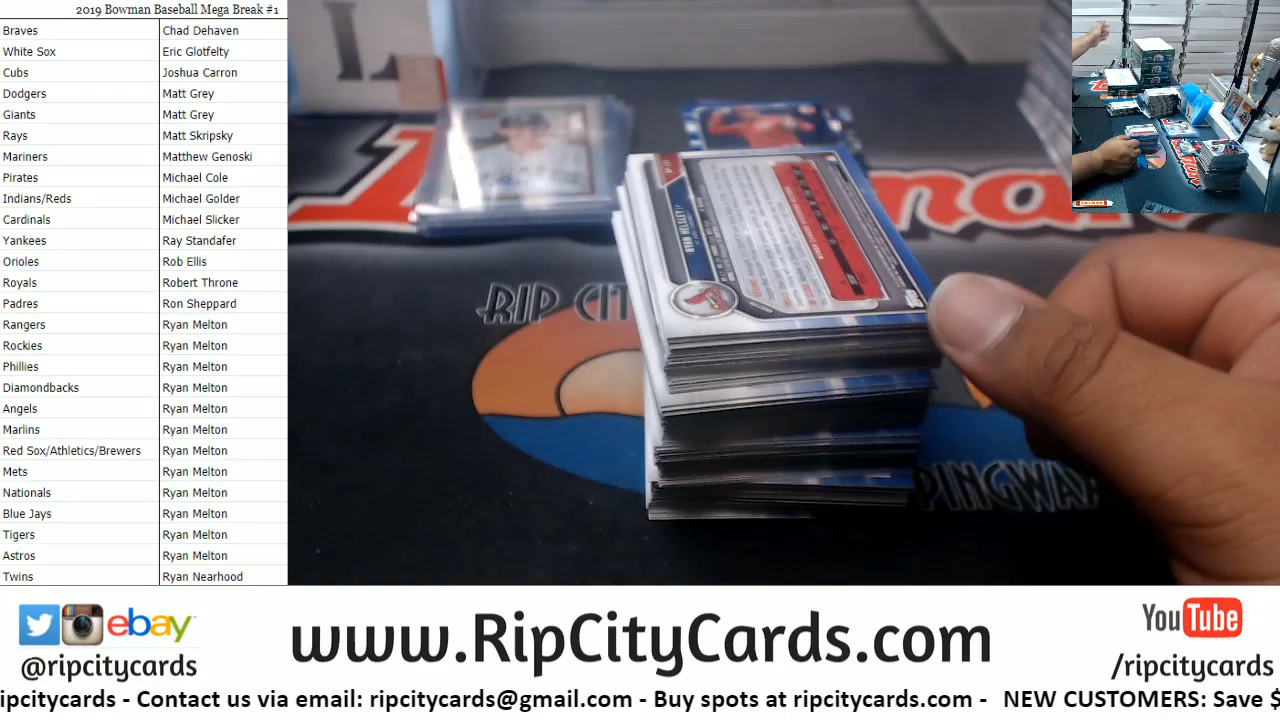 2019 Bowman Baseball Mega Break #1
Braves Chad Dehaven
White Sox Eric Glotfelty
Cubs Joshua Carron
Dodgers Matt Grey
Giants Matt Grey
Rays Matt Skripsky
Mariners Matthew Genoski
Pirates Michael Cole
Indians/Reds Michael Golder
Cardinals Michael Slicker
Yankees Ray Standafer
Orioles Rob Ellis
Royals Robert Throne
Padres Ron Sheppard
Rangers Ryan Melton
Rockies Ryan Melton
Phillies Ryan Melton
Diamondbacks Ryan Melton
Angels Ryan Melton
Marlins Ryan Melton
Red Sox/Athletics/Brewers Ryan Melton
Mets Ryan Melton
Nationals Ryan Melton
Blue Jays Ryan Melton
Tigers Ryan Melton
Astros Ryan Melton
Twins Ryan Nearhood
RYAN HELSLEY
Topps
RIP CIT
PINGWA
ebay
@ripcitycards
www.RipCityCards.com
YouTube
/ripcitycards
ripcitycards - Contact us via email: ripcitycards@gmail.com - Buy spots at ripcitycards.com - NEW CUSTOMERS: Save $